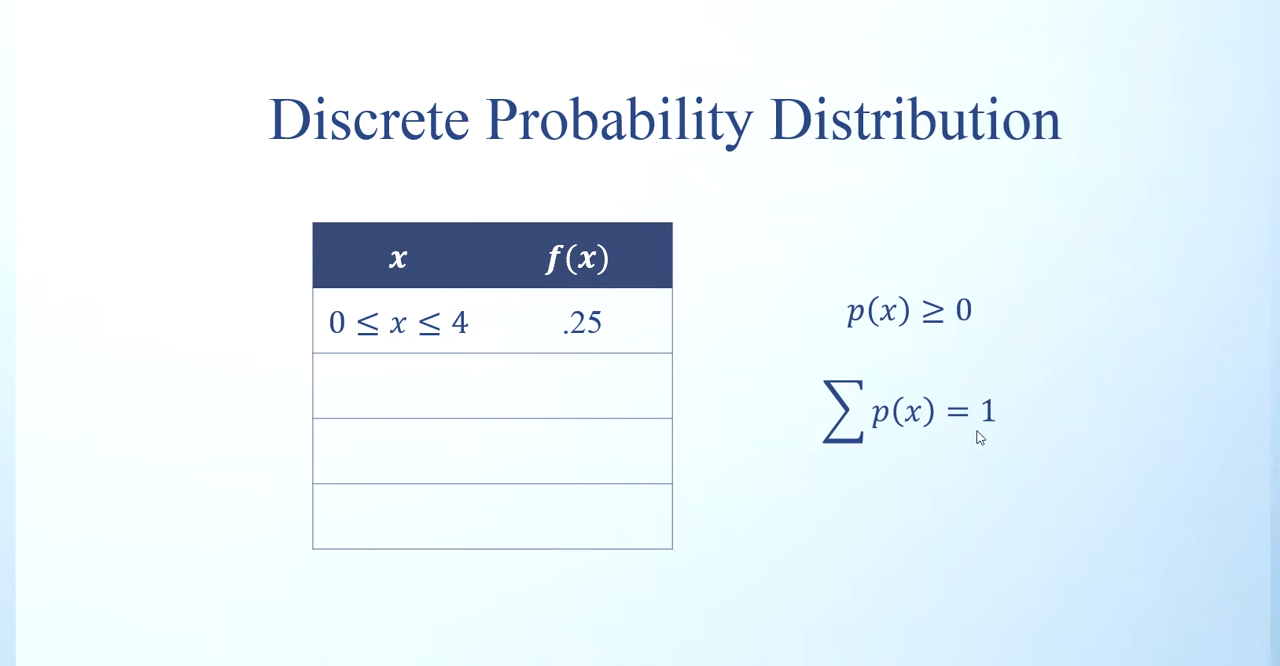 Discrete Probability Distribution
x f(x)
0 ≤ x ≤ 4 .25
p(x) ≥ 0
∑ p(x) = 1